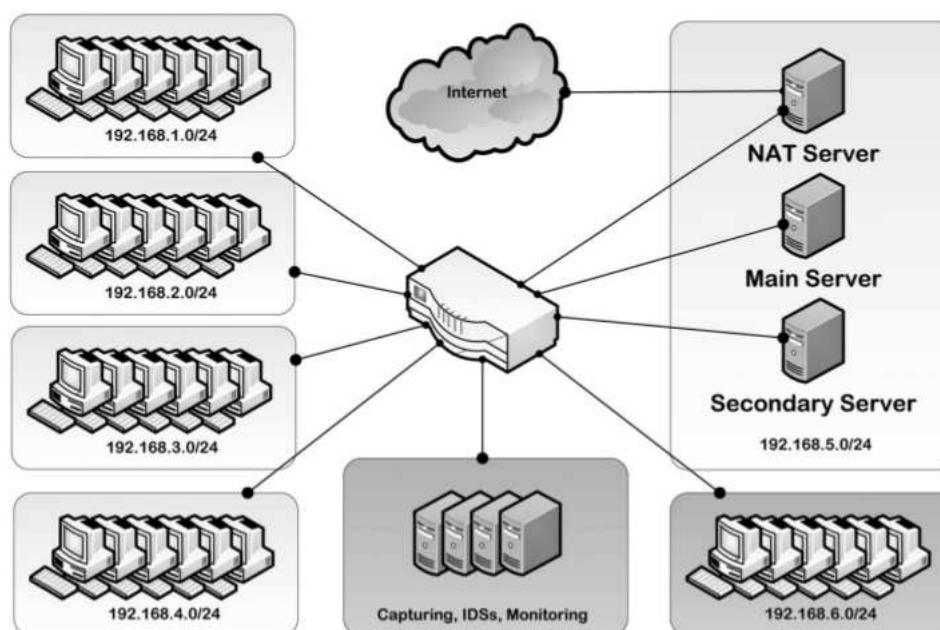 192.168.1.0/24
Internet
NAT Server
192.168.2.0/24
Main Server
192.168.3.0/24
Secondary Server
192.168.5.0/24
192.168.4.0/24
Capturing, IDSs, Monitoring
192.168.6.0/24